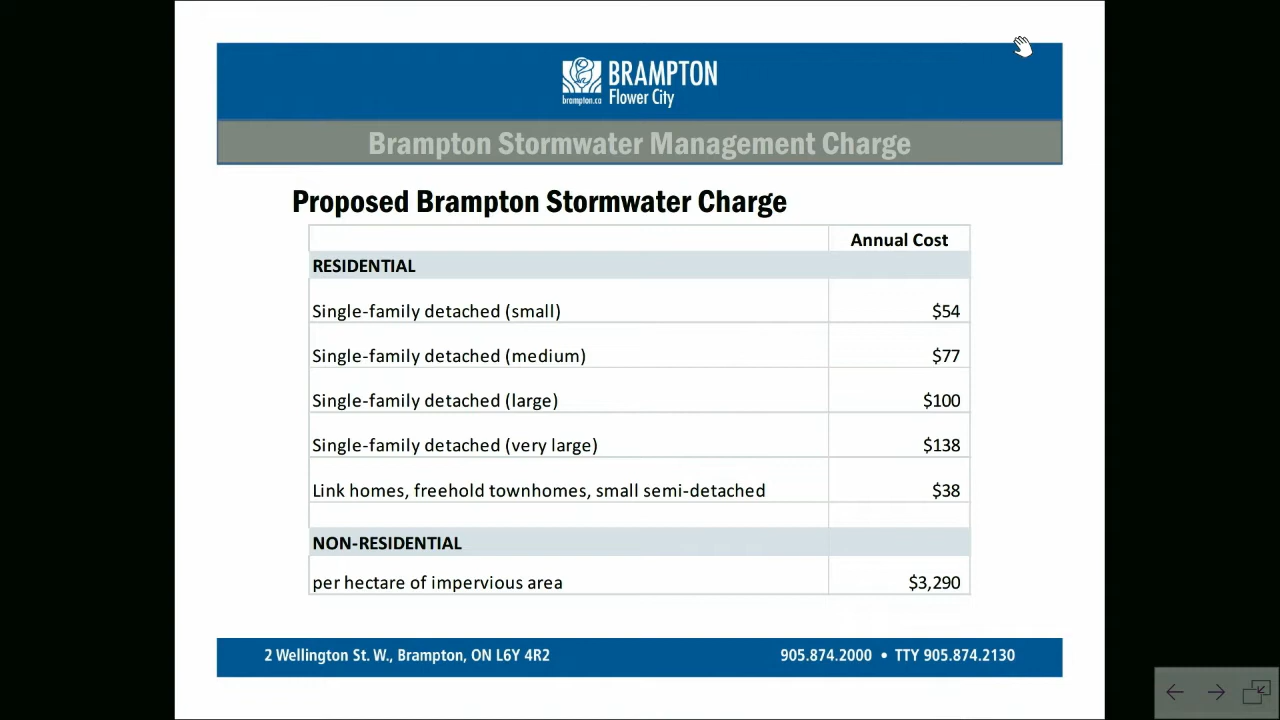 BRAMPTON
brampton.ca Flower City
Brampton Stormwater Management Charge
Proposed Brampton Stormwater Charge
Annual Cost
RESIDENTIAL
Single-family detached (small) $54
Single-family detached (medium) $77
Single-family detached (large) $100
Single-family detached (very large) $138
Link homes, freehold townhomes, small semi-detached $38
NON-RESIDENTIAL
per hectare of impervious area $3,290
2 Wellington St. W., Brampton, ON L6Y 4R2 905.874.2000 • TTY 905.874.2130